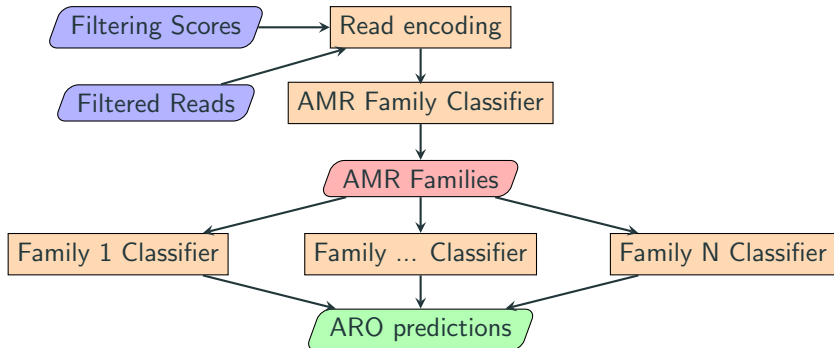 Filtering Scores
Read encoding
Filtered Reads
AMR Family Classifier
AMR Families
Family 1 Classifier
Family ... Classifier
Family N Classifier
ARO predictions